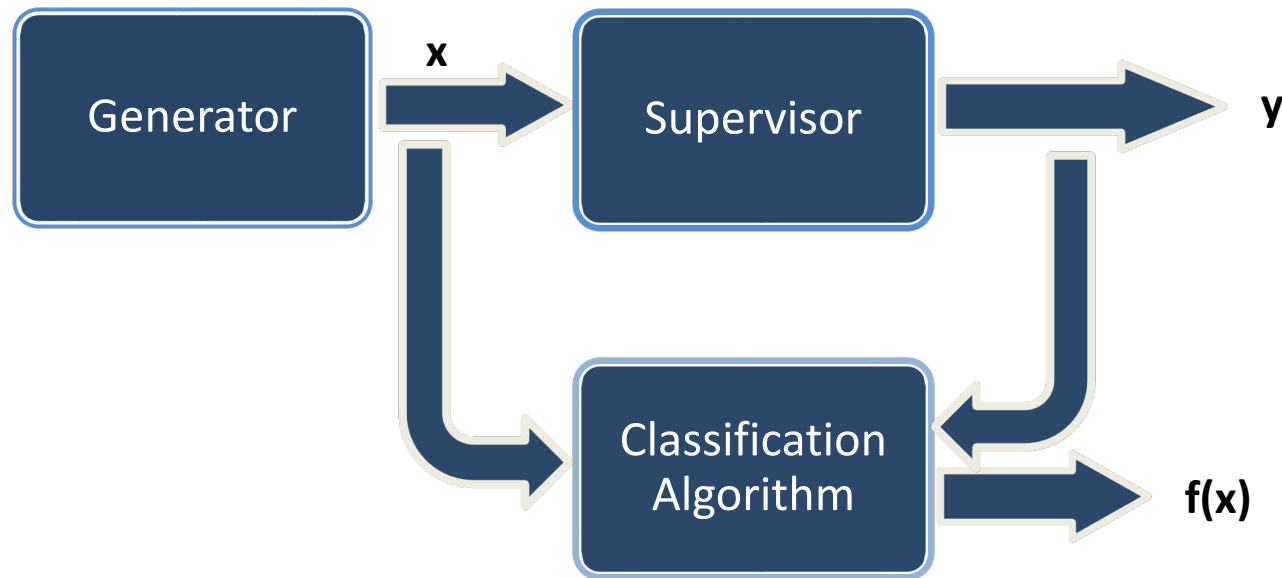 x
Generator
Supervisor
y
Classification
Algorithm
f(x)